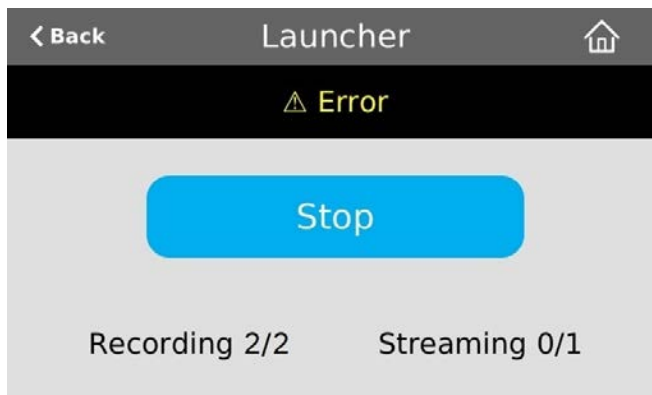 Back Launcher
⚠ Error
Stop
Recording 2/2 Streaming 0/1